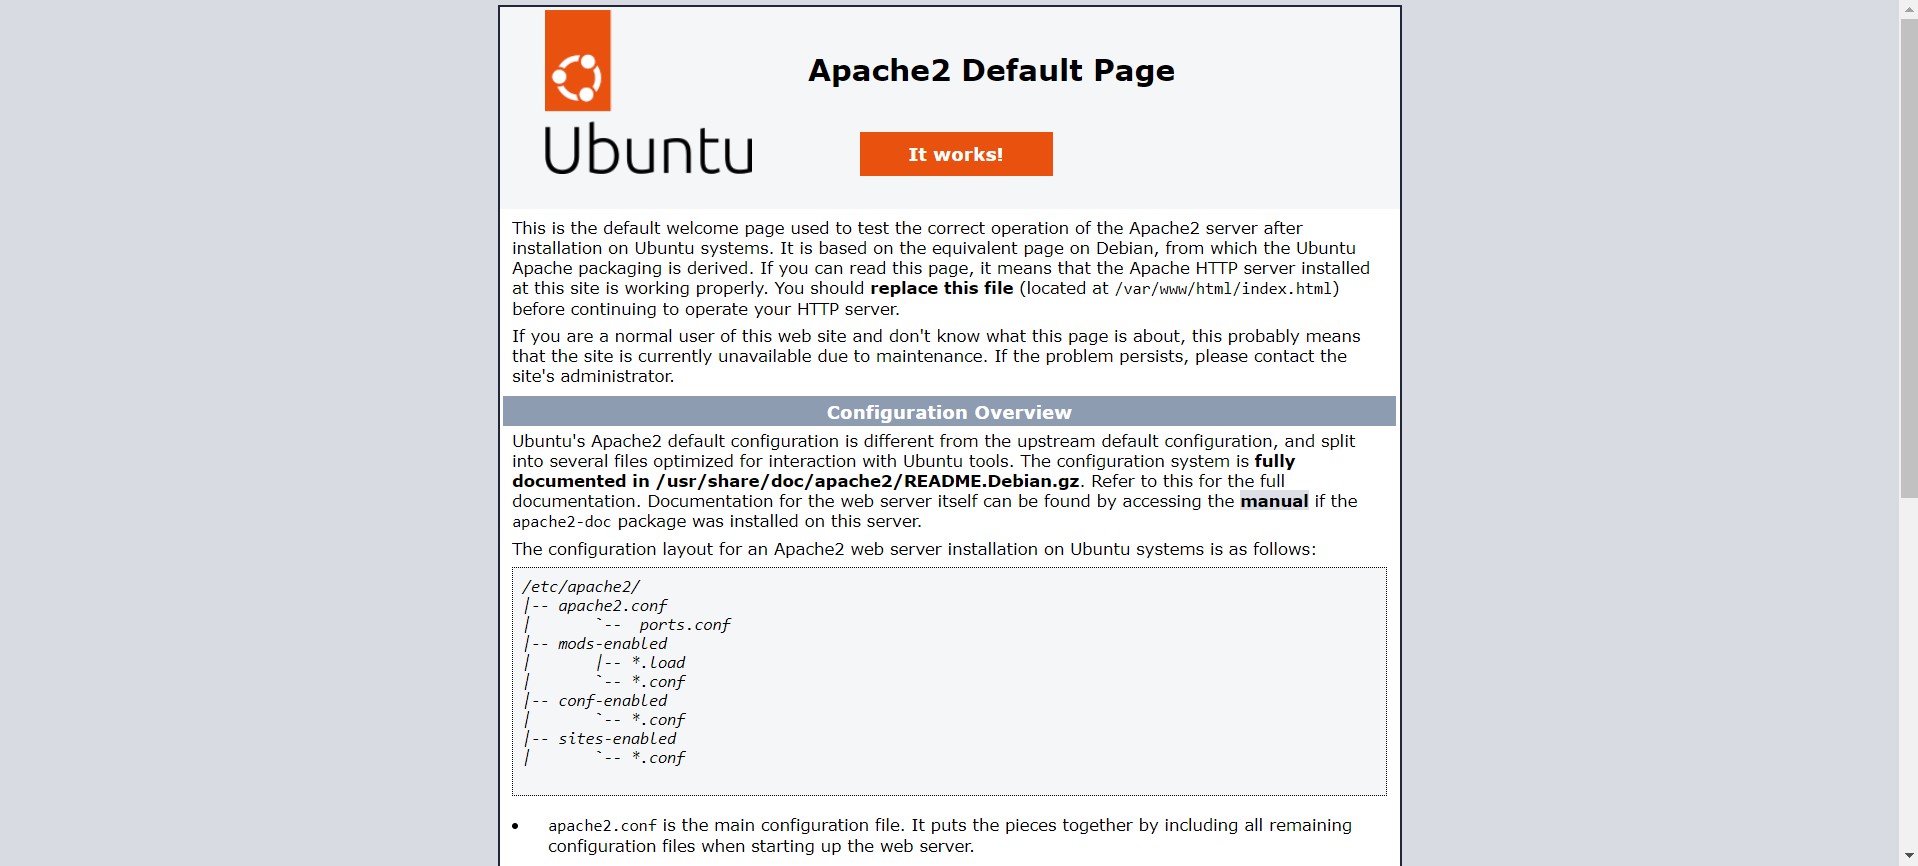 Apache2 Default Page
Ubuntu
It works!
This is the default welcome page used to test the correct operation of the Apache2 server after
installation on Ubuntu systems. It is based on the equivalent page on Debian, from which the Ubuntu
Apache packaging is derived. If you can read this page, it means that the Apache HTTP server installed
at this site is working properly. You should replace this file (located at /var/www/html/index.html)
before continuing to operate your HTTP server.
If you are a normal user of this web site and don't know what this page is about, this probably means
that the site is currently unavailable due to maintenance. If the problem persists, please contact the
site's administrator.
Configuration Overview
Ubuntu's Apache2 default configuration is different from the upstream default configuration, and split
into several files optimized for interaction with Ubuntu tools. The configuration system is fully
documented in /usr/share/doc/apache2/README.Debian.gz. Refer to this for the full
documentation. Documentation for the web server itself can be found by accessing the manual if the
apache2-doc package was installed on this server.
The configuration layout for an Apache2 web server installation on Ubuntu systems is as follows:
/etc/apache2/
|-- apache2.conf
|       `--  ports.conf
|-- mods-enabled
|       |-- *.load
|       `-- *.conf
|-- conf-enabled
|       `-- *.conf
|-- sites-enabled
|       `-- *.conf
• apache2.conf is the main configuration file. It puts the pieces together by including all remaining
configuration files when starting up the web server.